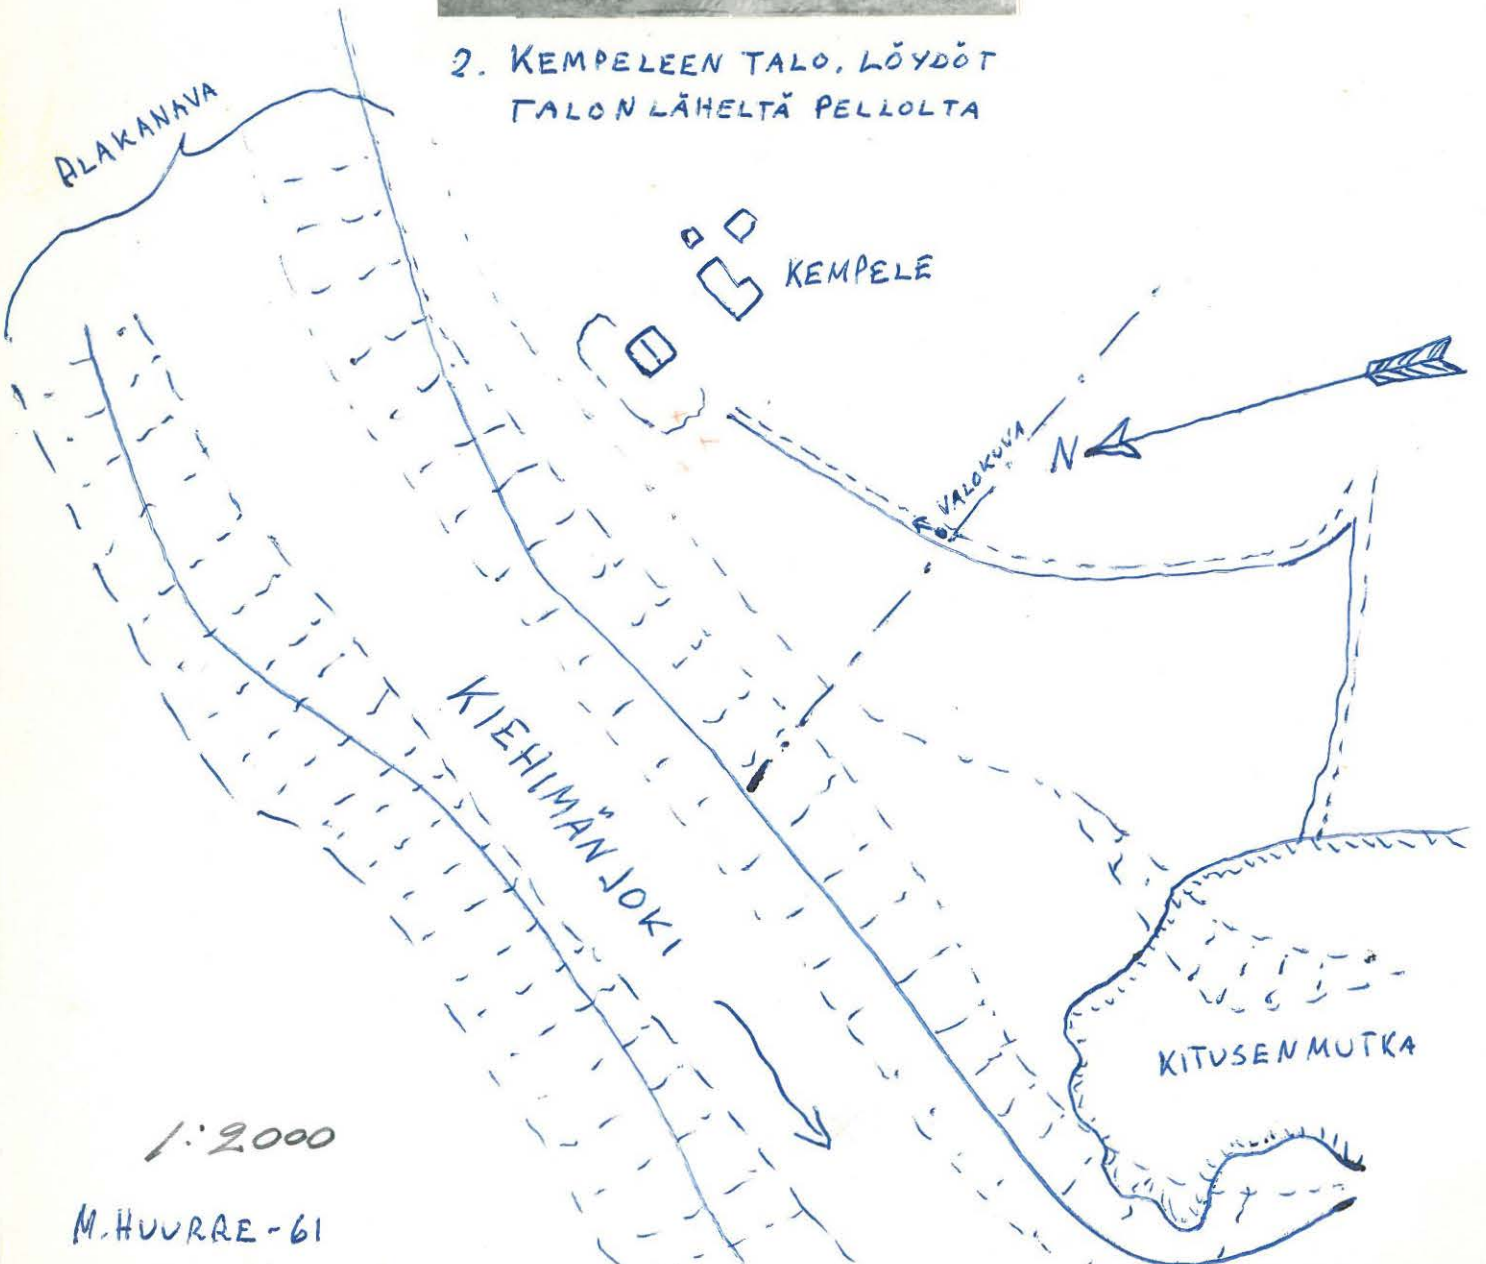 2. KEMPELEEN TALO. LÖYDÖT
TALON LÄHELTÄ PELLOLTA
ALAKANAVA
KEMPELE
VALOKUVA
N
KIEHIMÄNJOKI
KITUSENMUTKA
1:2000
M. HUURRE-61